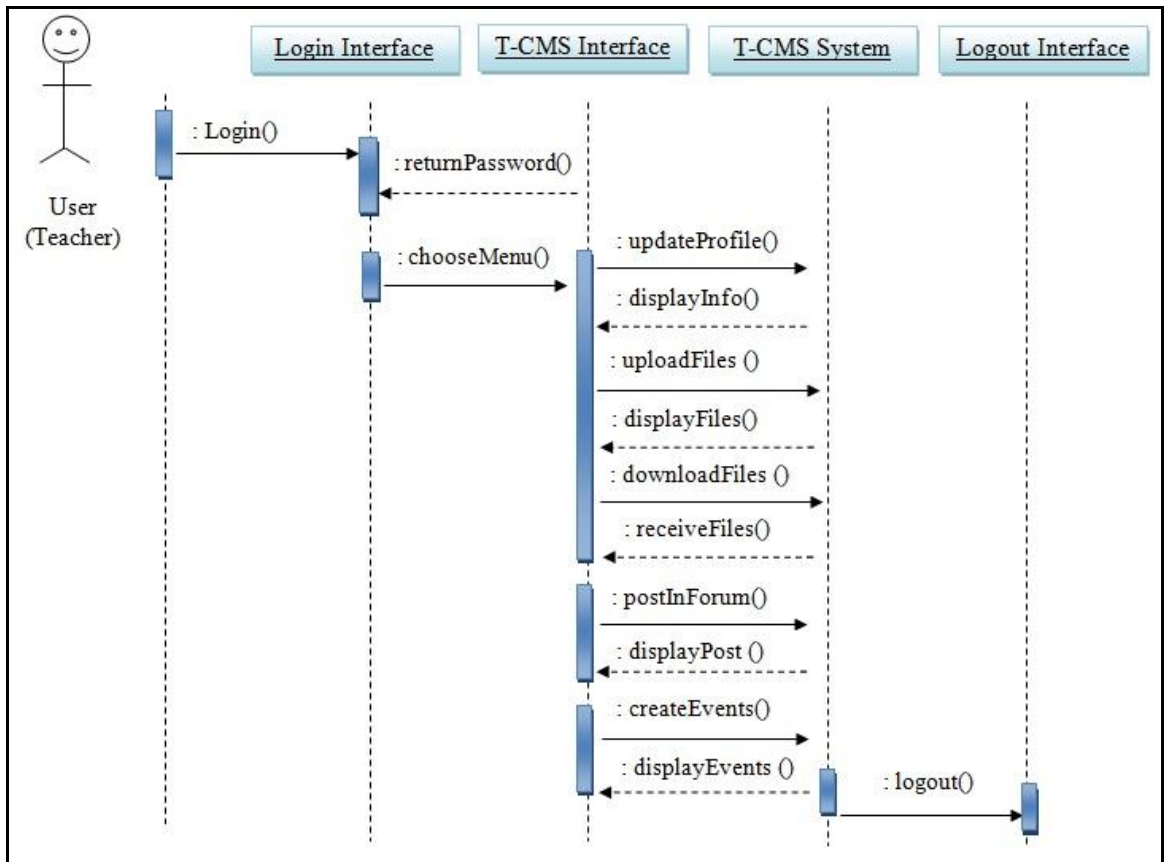 Login Interface
T-CMS Interface
T-CMS System
Logout Interface
: Login()
: returnPassword()
User
(Teacher)
: updateProfile()
: chooseMenu()
: displayInfo()
: uploadFiles ()
: displayFiles()
: downloadFiles ()
: receiveFiles()
: postInForum()
: displayPost ()
: createEvents()
: displayEvents ()
: logout()